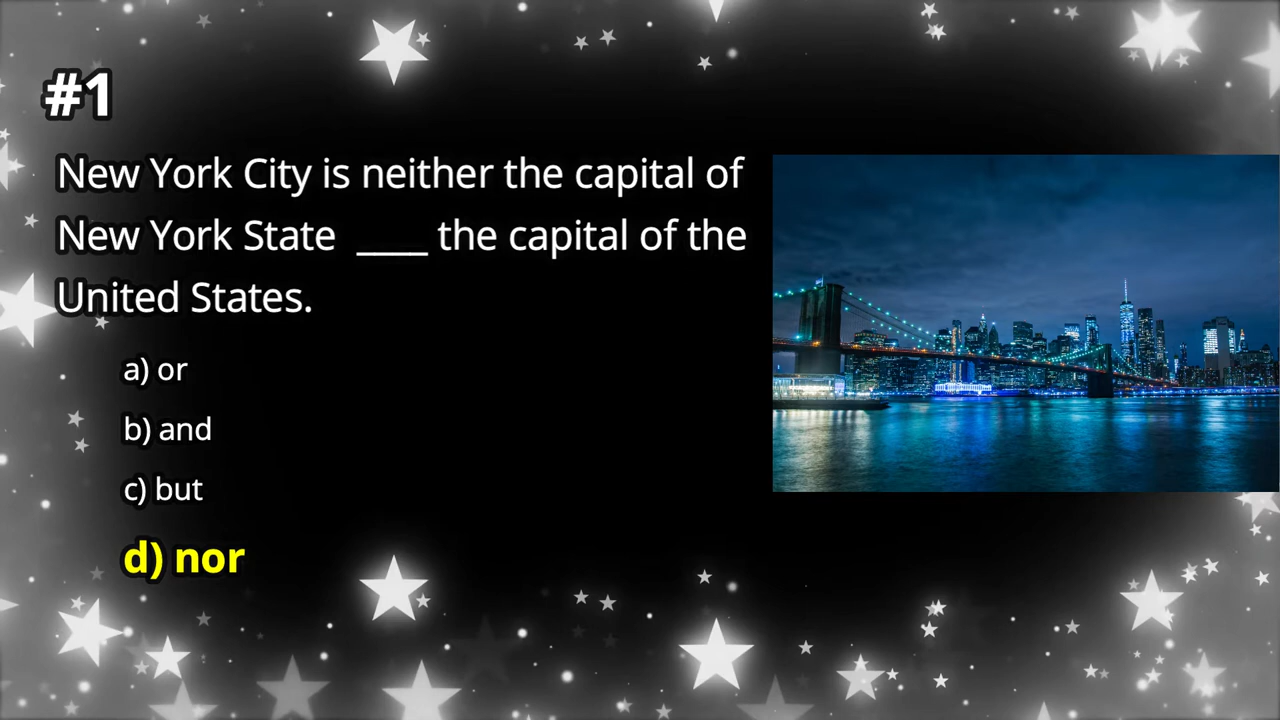 #1
New York City is neither the capital of
New York State ____ the capital of the
United States.
a) or
b) and
c) but
d) nor